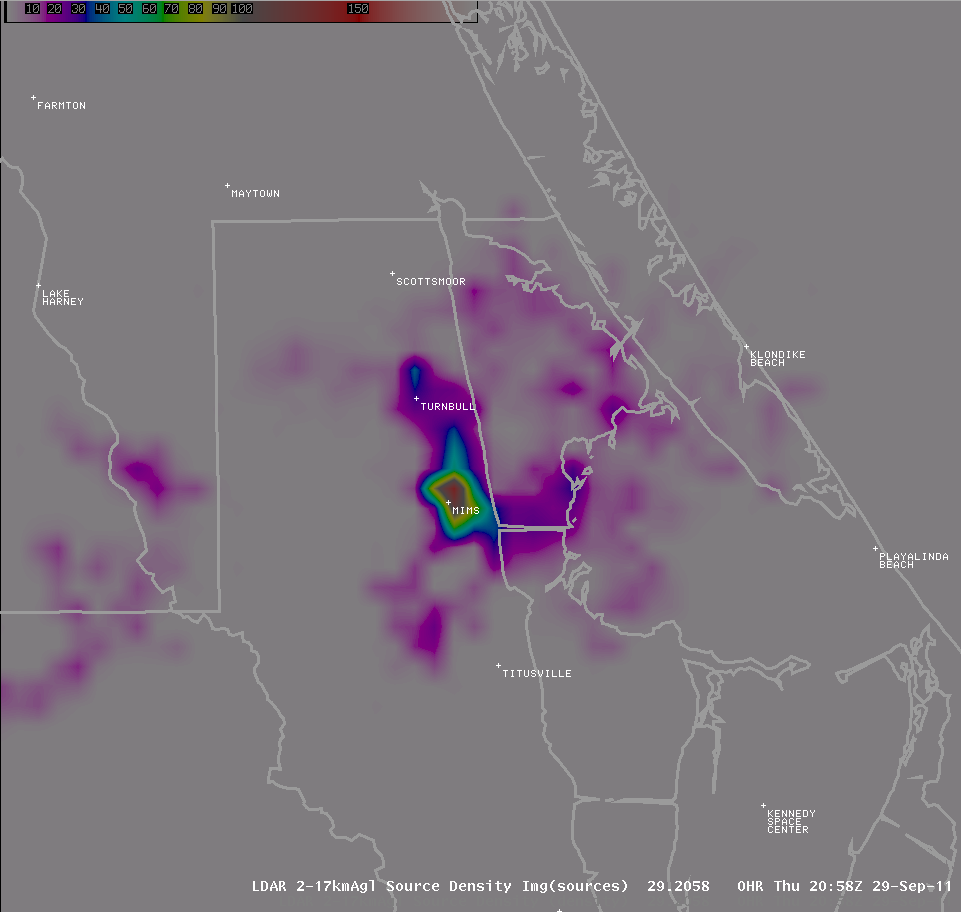 10 20 30 40 50 60 70 80 90 100 150
FARMTON
MAYTOWN
SCOTTSMOOR
LAKE
HARNEY
KLONDIKE
BEACH
TURNBULL
MIMS
PLAYALINDA
BEACH
TITUSVILLE
KENNEDY
SPACE
CENTER
LDAR 2-17kmAgl Source Density Img(sources) 29.2058 0HR Thu 20:58Z 29-Sep-11